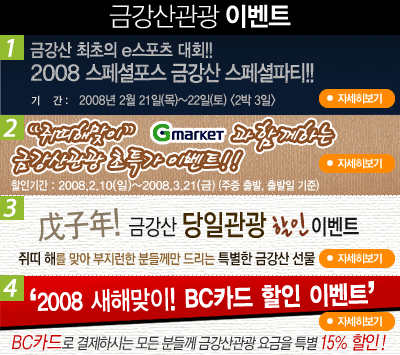 금강산관광 이벤트
1 금강산 최초의 e스포츠 대회!!
2008 스페셜포스 금강산 스페셜파티!!
기 간 : 2008년 2월 21일(목)~22일(토) <2박 3일>
자세히보기
2 “쥐띠해맞이” Gmarket 과 함께하는
금강산관광 초특가 이벤트!!
자세히보기
할인기간 : 2008,2,10(일)~2008,3,21(금) (주중 출발, 출발일 기준)
3
戊子年! 금강산 당일관광 할인 이벤트
쥐띠 해를 맞아 부지런한 분들께만 드리는 특별한 금강산 선물
자세히보기
4 ‘2008 새해맞이! BC카드 할인 이벤트’
자세히보기
BC카드로 결제하시는 모든 분들께 금강산관광 요금을 특별 15% 할인!